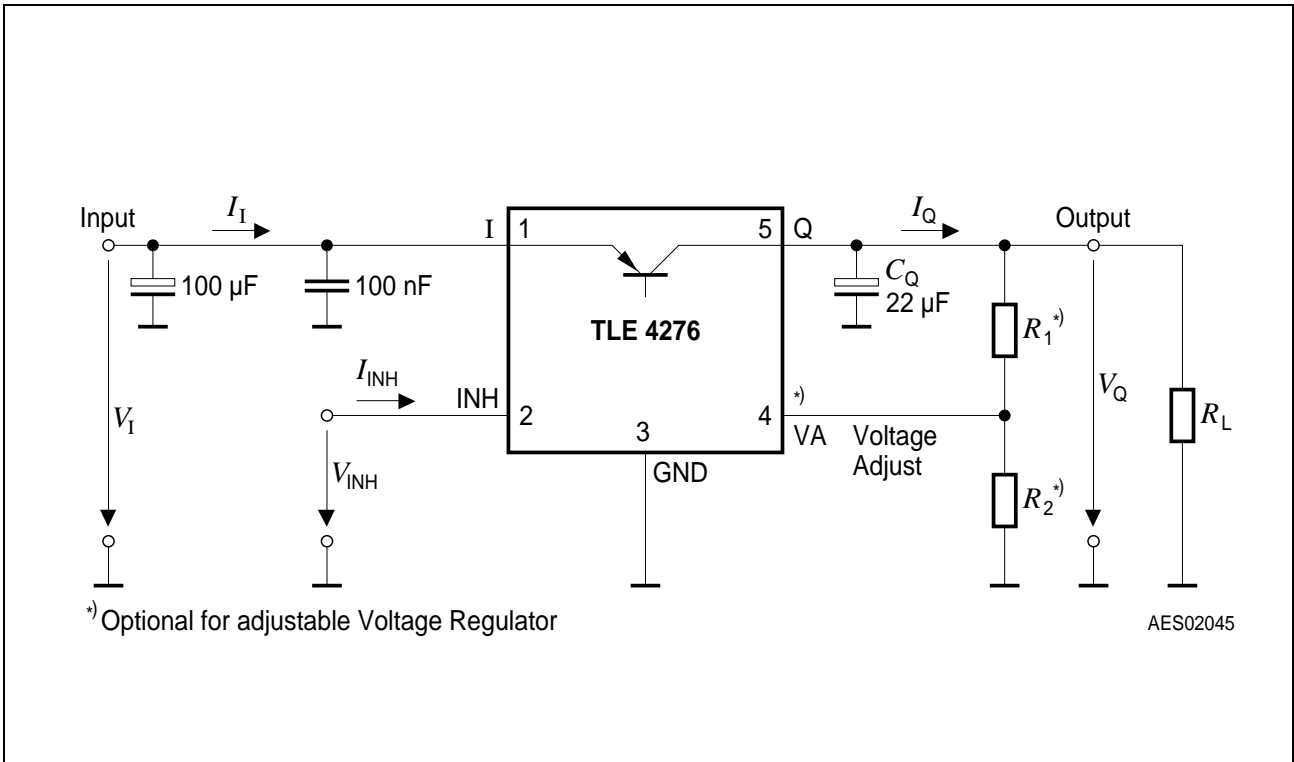 Input
I_I
I
1
5
Q
I_Q
Output
100 µF
100 nF
C_Q
22 µF
R_1*)
TLE 4276
V_I
I_INH
INH
2
*)
4
VA
Voltage
Adjust
V_Q
R_L
3
GND
V_INH
R_2*)
*) Optional for adjustable Voltage Regulator
AES02045